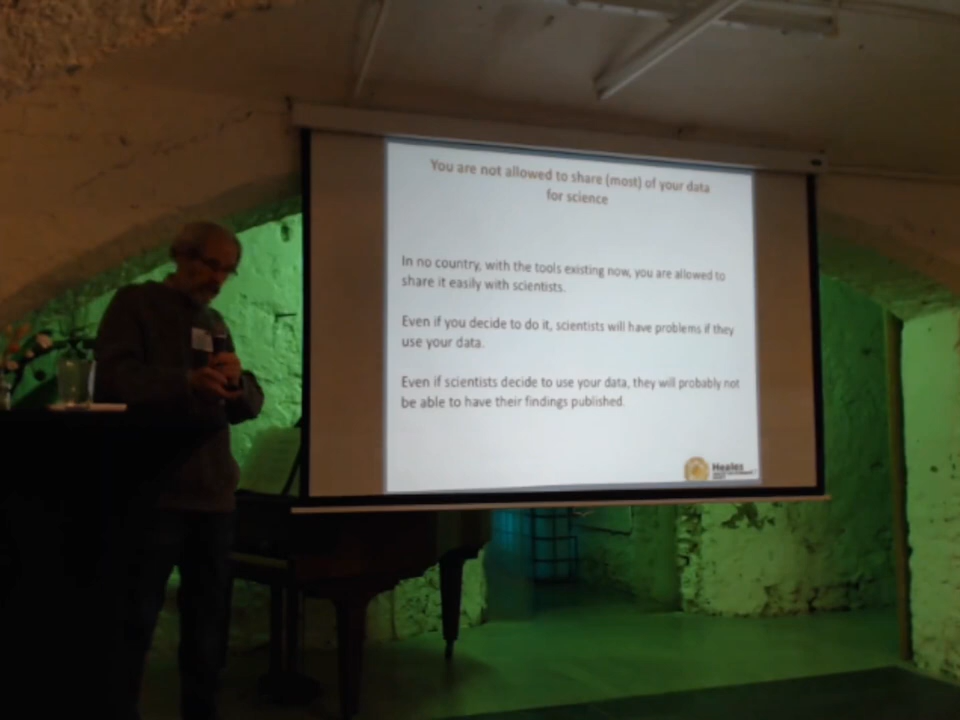 You are not allowed to share (most) of your data
for science
In no country, with the tools existing now, you are allowed to
share it easily with scientists.
Even if you decide to do it, scientists will have problems if they
use your data.
Even if scientists decide to use your data, they will probably not
be able to have their findings published.
Heales